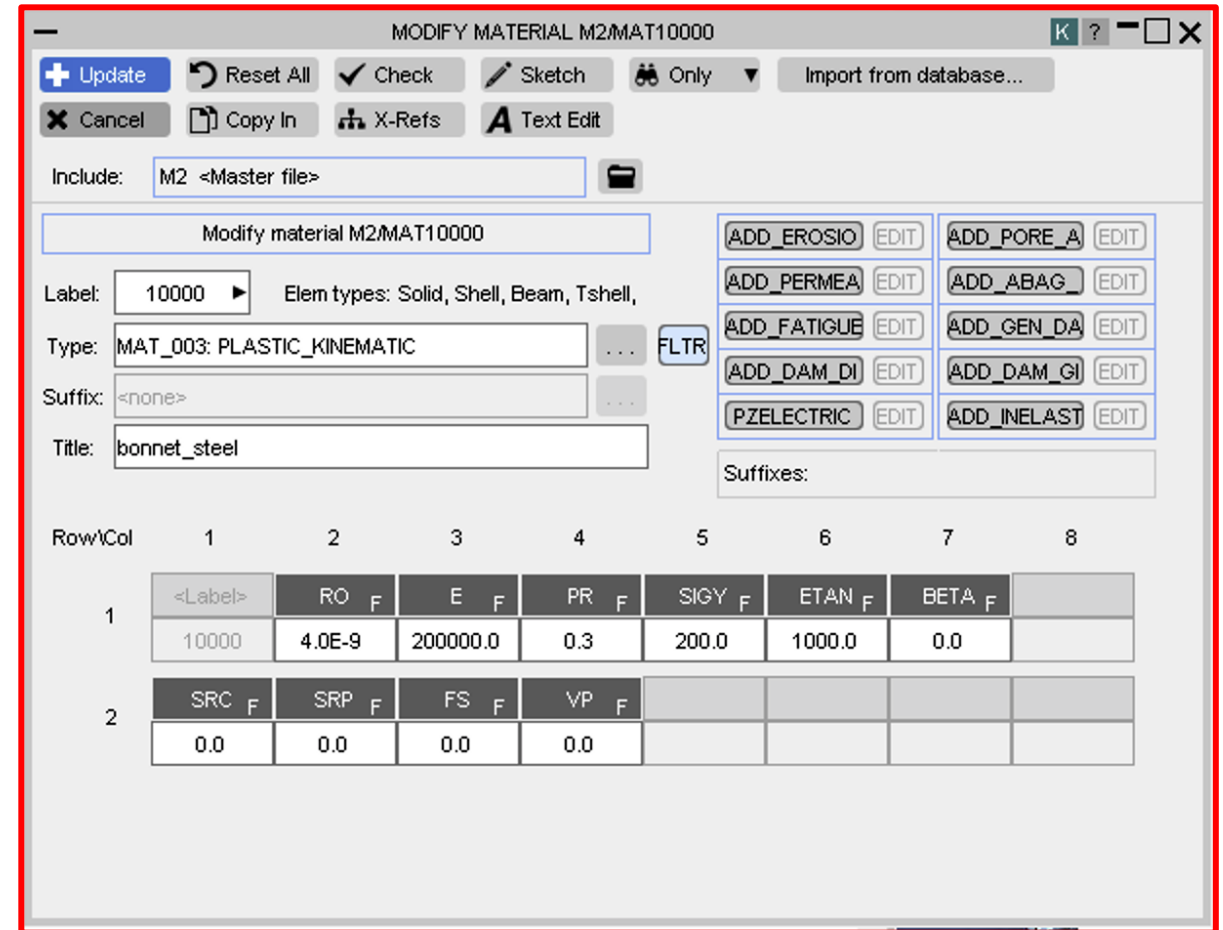 MODIFY MATERIAL M2/MAT10000 K ?
Update Reset All Check Sketch Only Import from database...
Cancel Copy In X-Refs A Text Edit
Include: M2 <Master file>
Modify material M2/MAT10000
Label: 10000 Elem types: Solid, Shell, Beam, Tshell,
Type: MAT_003: PLASTIC_KINEMATIC ... FLTR
Suffix: <none> ...
Title: bonnet_steel
ADD_EROSIO EDIT ADD_PORE_A EDIT
ADD_PERMEA EDIT ADD_ABAG_ EDIT
ADD_FATIGUE EDIT ADD_GEN_DA EDIT
ADD_DAM_DI EDIT ADD_DAM_GI EDIT
PZELECTRIC EDIT ADD_INELAST EDIT
Suffixes:
Row\Col 1 2 3 4 5 6 7 8
1 <Label> RO F E F PR F SIGY F ETAN F BETA F
10000 4.0E-9 200000.0 0.3 200.0 1000.0 0.0
2 SRC F SRP F FS F VP F
0.0 0.0 0.0 0.0